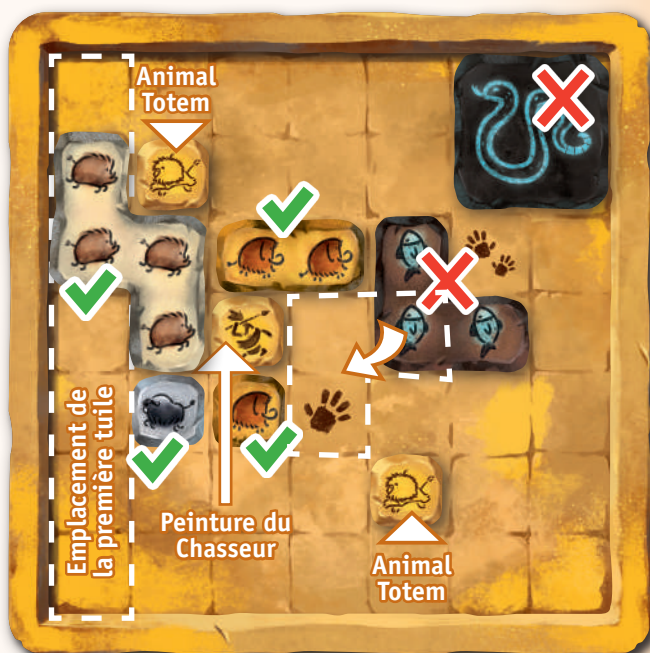 Animal
Totem
Emplacement de
la première tuile
Peinture du
Chasseur
Animal
Totem